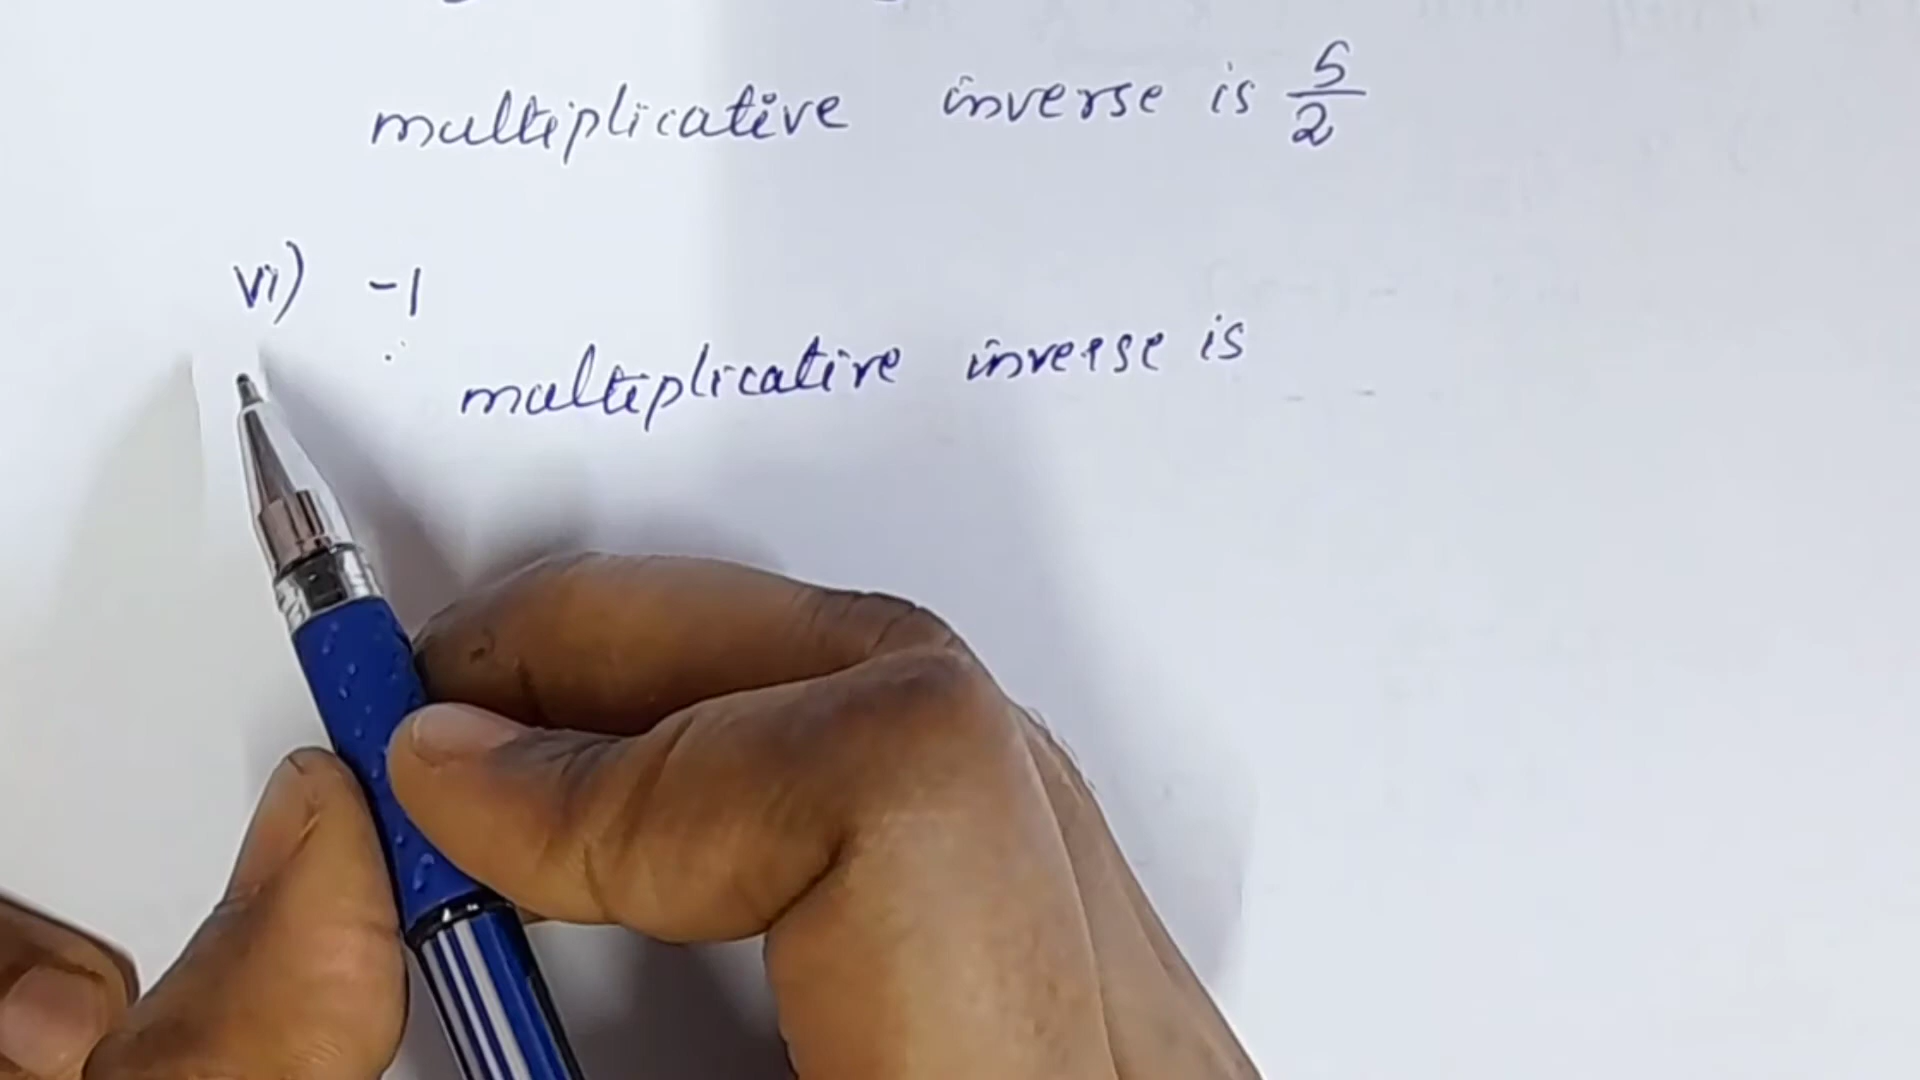 multiplicative inverse is 5/2
vi) -1
multiplicative inverse is